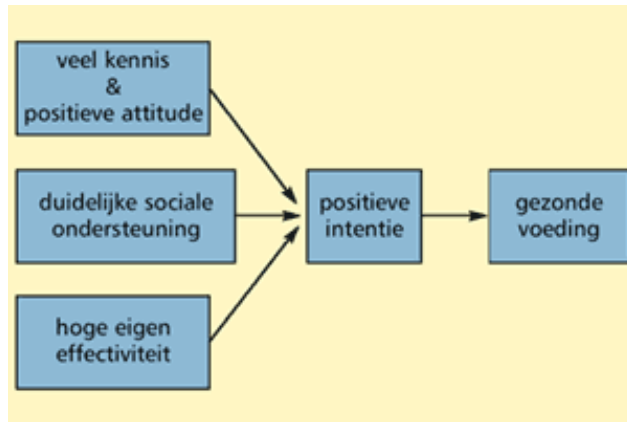 veel kennis
&
positieve attitude
duidelijke sociale
ondersteuning
positieve
intentie
gezonde
voeding
hoge eigen
effectiviteit